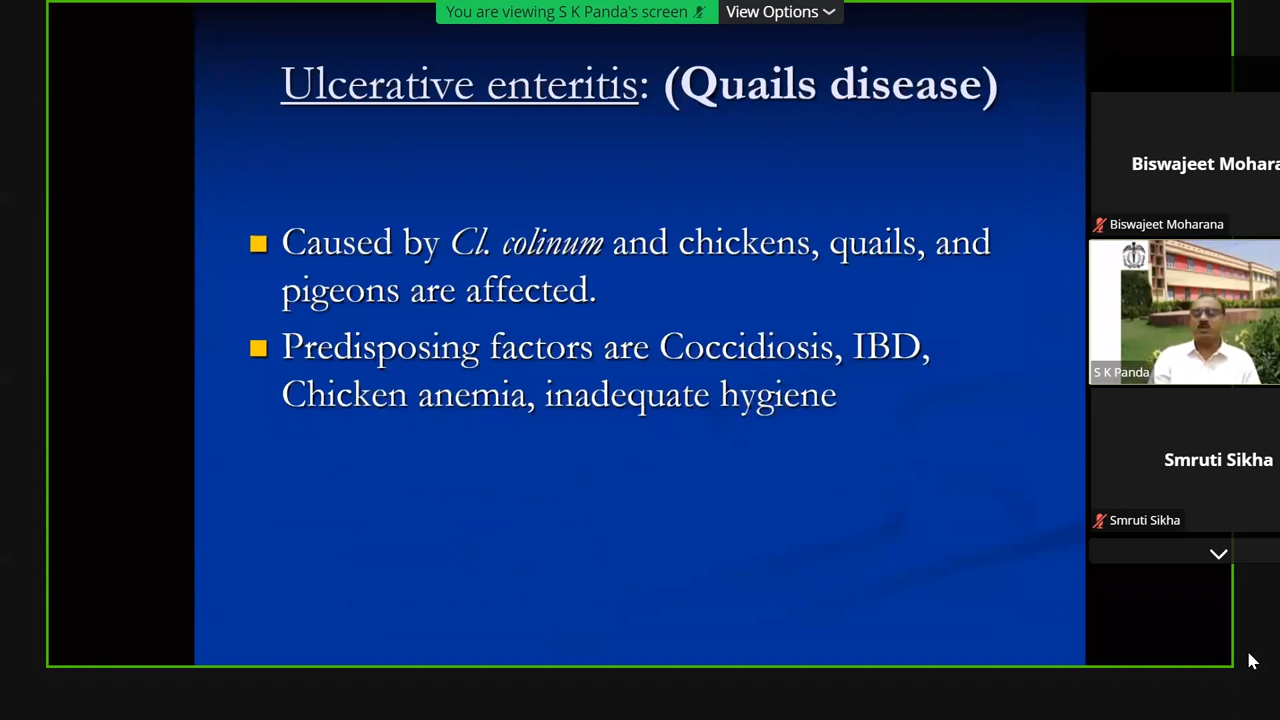 You are viewing S K Panda's screen
View Options
Ulcerative enteritis: (Quails disease)
Caused by Cl. colinum and chickens, quails, and
pigeons are affected.
Predisposing factors are Coccidiosis, IBD,
Chicken anemia, inadequate hygiene
Biswajeet Mohara
Biswajeet Moharana
S K Panda
Smruti Sikha
Smruti Sikha